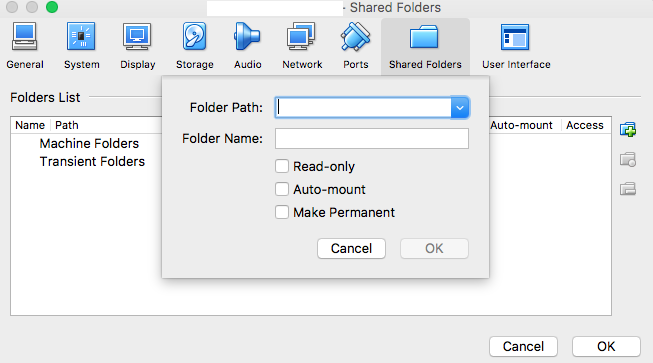 - Shared Folders
General System Display Storage Audio Network Ports Shared Folders User Interface
Folders List
Folder Path:
Name Path Auto-mount Access
Folder Name:
Machine Folders
Transient Folders
Read-only
Auto-mount
Make Permanent
Cancel OK
Cancel OK